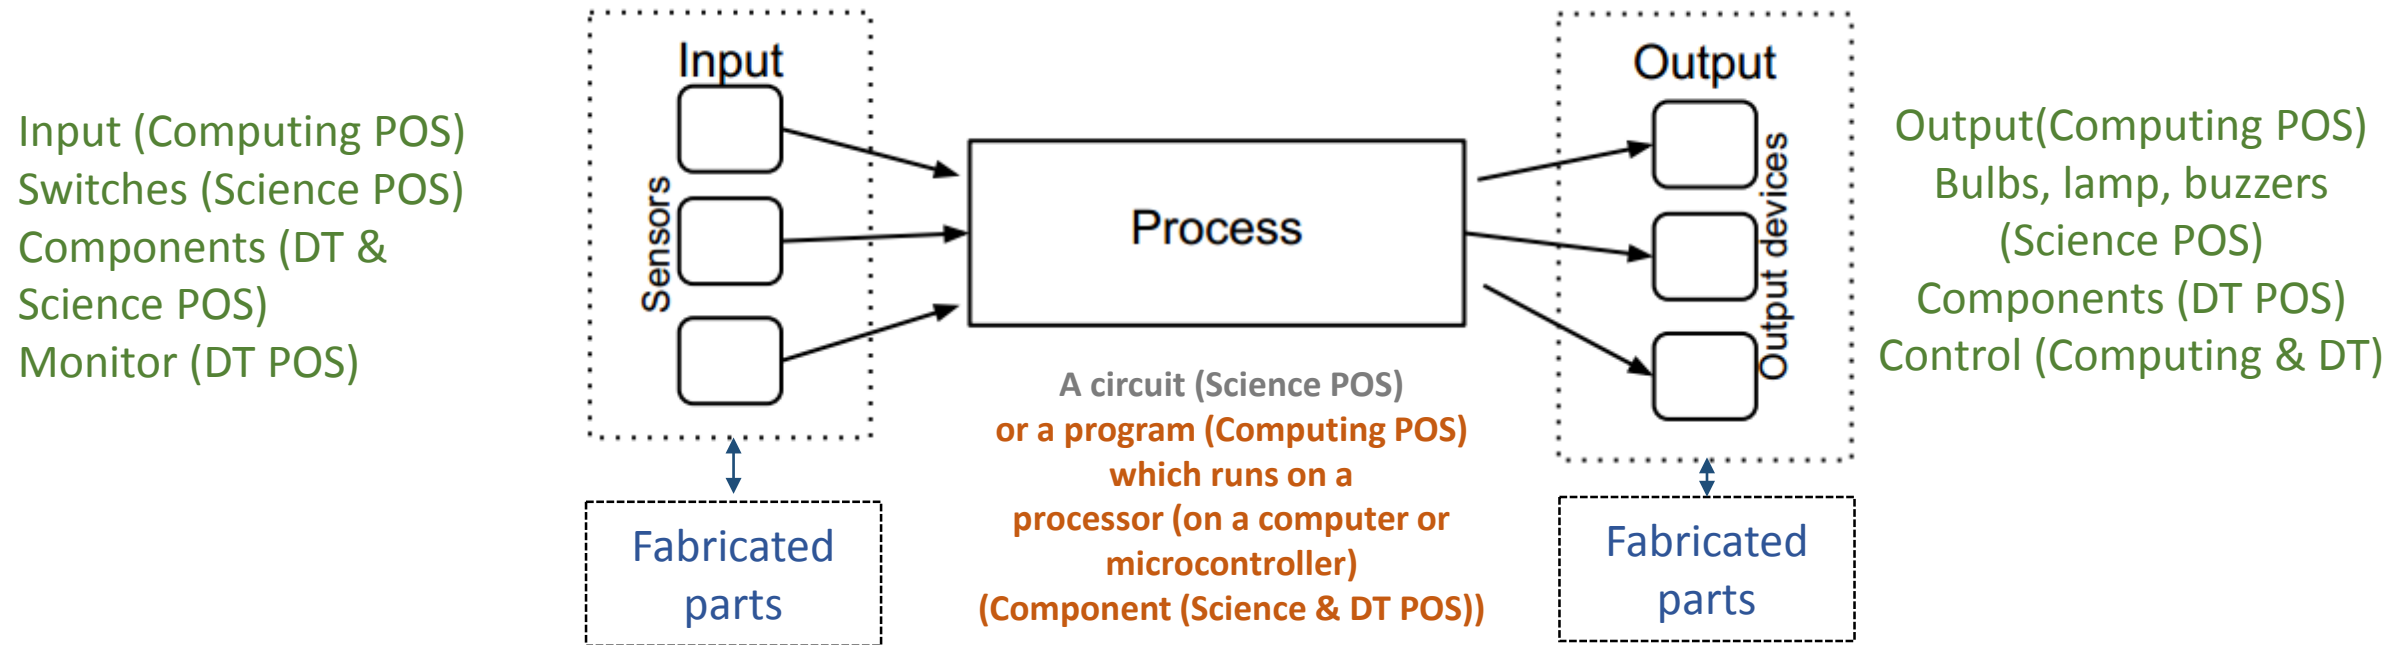 Input (Computing POS)
Switches (Science POS)
Components (DT &
Science POS)
Monitor (DT POS)
Input
Sensors
Fabricated
parts
Process
A circuit (Science POS)
or a program (Computing POS)
which runs on a
processor (on a computer or
microcontroller)
(Component (Science & DT POS))
Output
Output devices
Fabricated
parts
Output(Computing POS)
Bulbs, lamp, buzzers
(Science POS)
Components (DT POS)
Control (Computing & DT)